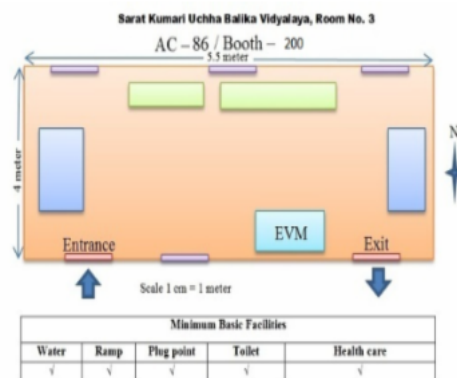 Sarat Kumari Uchha Balika Vidyalaya, Room No. 3
AC – 86 / Booth – 200
5.5 meter
4 meter
N
EVM
Entrance
Exit
Scale 1 cm = 1 meter
Minimum Basic Facilities
Water Ramp Plug point Toilet Health care
√ √ √ √ √